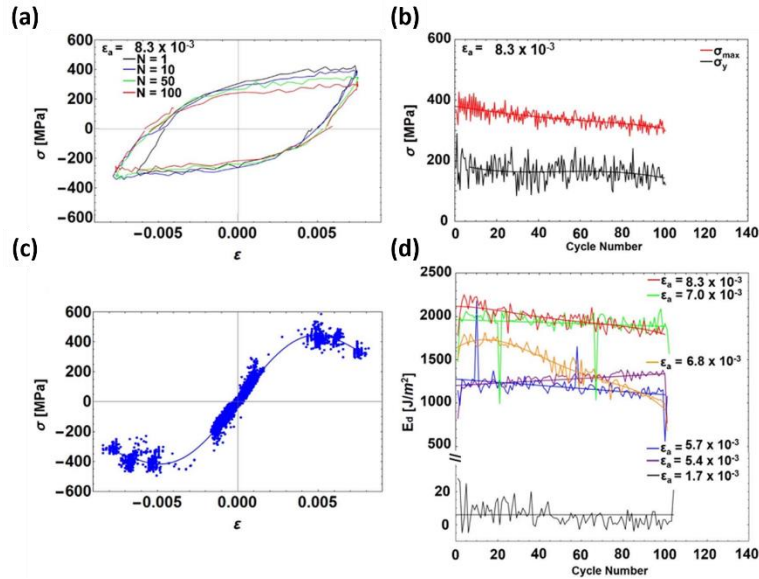 (a)
εa = 8.3 x 10-3
N = 1
N = 10
N = 50
N = 100
600
400
200
0
-200
-400
-600
σ [MPa]
-0.005
0.000
0.005
ε
(b)
εa = 8.3 x 10-3
σmax
σy
600
400
200
0
σ [MPa]
0 20 40 60 80 100 120 140
Cycle Number
(c)
600
400
200
0
-200
-400
-600
σ [MPa]
-0.005
0.000
0.005
ε
(d)
εa = 8.3 x 10-3
εa = 7.0 x 10-3
εa = 6.8 x 10-3
εa = 5.7 x 10-3
εa = 5.4 x 10-3
εa = 1.7 x 10-3
2500
2000
1500
1000
500
20
0
Ed [J/m2]
0 20 40 60 80 100 120 140
Cycle Number